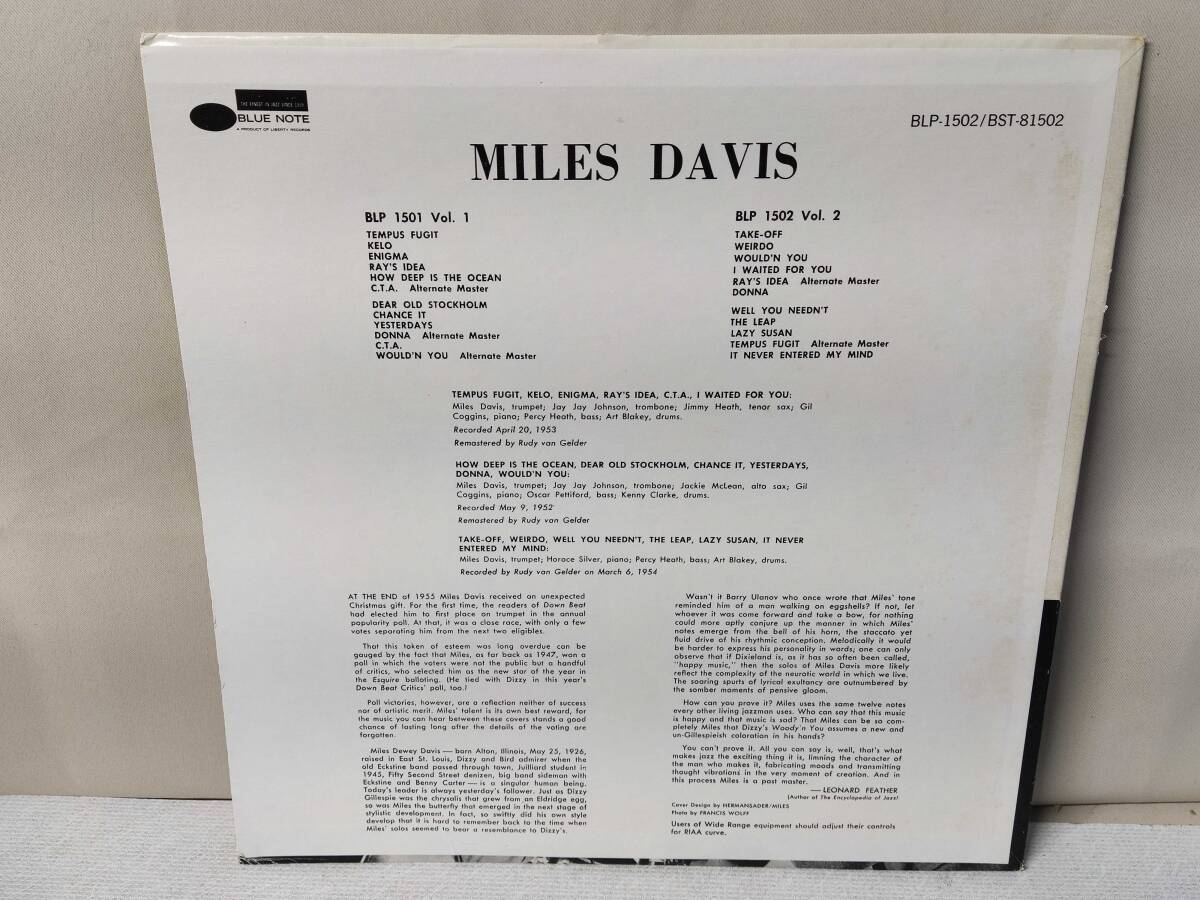 THE FINEST IN JAZZ SINCE 1939
BLUE NOTE
A PRODUCT OF LIBERTY RECORDS
BLP-1502/BST-81502
MILES DAVIS
BLP 1501 Vol. 1
TEMPUS FUGIT
KELO
ENIGMA
RAY'S IDEA
HOW DEEP IS THE OCEAN
C.T.A. Alternate Master
DEAR OLD STOCKHOLM
CHANCE IT
YESTERDAYS
DONNA Alternate Master
C.T.A.
WOULD'N YOU Alternate Master
BLP 1502 Vol. 2
TAKE-OFF
WEIRDO
WOULD'N YOU
I WAITED FOR YOU
RAY'S IDEA Alternate Master
DONNA
WELL YOU NEEDN'T
THE LEAP
LAZY SUSAN
TEMPUS FUGIT Alternate Master
IT NEVER ENTERED MY MIND
TEMPUS FUGIT, KELO, ENIGMA, RAY'S IDEA, C.T.A., I WAITED FOR YOU:
Miles Davis, trumpet; Jay Jay Johnson, trombone; Jimmy Heath, tenor sax; Gil
Coggins, piano; Percy Heath, bass; Art Blakey, drums.
Recorded April 20, 1953
Remastered by Rudy van Gelder
HOW DEEP IS THE OCEAN, DEAR OLD STOCKHOLM, CHANCE IT, YESTERDAYS,
DONNA, WOULD'N YOU:
Miles Davis, trumpet; Jay Jay Johnson, trombone; Jackie McLean, alto sax; Gil
Coggins, piano; Oscar Pettiford, bass; Kenny Clarke, drums.
Recorded May 9, 1952
Remastered by Rudy van Gelder
TAKE-OFF, WEIRDO, WELL YOU NEEDN'T, THE LEAP, LAZY SUSAN, IT NEVER
ENTERED MY MIND:
Miles Davis, trumpet; Horace Silver, piano; Percy Heath, bass; Art Blakey, drums.
Recorded by Rudy van Gelder on March 6, 1954
AT THE END of 1955 Miles Davis received an unexpected
Christmas gift. For the first time, the readers of Down Beat
had elected him to first place on trumpet in the annual
popularity poll. At that, it was a close race, with only a few
votes separating him from the next two eligibles.
That this token of esteem was long overdue can be
gauged by the fact that Miles, as far back as 1947, won a
poll in which the voters were not the public but a handful
of critics, who selected him as the new star of the year in
the Esquire balloting. (He tied with Dizzy in this year's
Down Beat Critics' poll, too.)
Poll victories, however, are a reflection neither of success
nor of artistic merit. Miles' talent is its own best reward, for
the music you can hear between these covers stands a good
chance of lasting long after the details of the voting are
forgotten.
Miles Dewey Davis — born Alton, Illinois, May 25, 1926,
raised in East St. Louis, Dizzy and Bird admirer when the
old Eckstine band passed through town, Juilliard student in
1945, Fifty Second Street denizen, big band sideman with
Eckstine and Benny Carter — is a singular human being.
Today's leader is always yesterday's follower. Just as Dizzy
Gillespie was the chrysalis that grew from an Eldridge egg,
so was Miles the butterfly that emerged in the next stage of
stylistic development. In fact, so swiftly did his own style
develop that it is hard to remember back to the time when
Miles' solos seemed to bear a resemblance to Dizzy's.
Wasn't it Barry Ulanov who once wrote that Miles' tone
reminded him of a man walking on eggshells? If not, let
whoever it was come forward and take a bow, for nothing
could more aptly conjure up the manner in which Miles'
notes emerge from the bell of his horn, the staccato yet
fluid drive of his rhythmic conception. Melodically it would
be harder to express his personality in words; one can only
observe that if Dixieland is, as it has so often been called,
"happy music," then the solos of Miles Davis more likely
reflect the complexity of the neurotic world in which we live.
The soaring spurts of lyrical exultancy are outnumbered by
the somber moments of pensive gloom.
How can you prove it? Miles uses the same twelve notes
every other living jazzman uses. Who can say that this music
is happy and that music is sad? That Miles can be so com-
pletely Miles that Dizzy's Woody'n You assumes a new and
un-Gillespieish coloration in his hands?
You can't prove it. All you can say is, well, that's what
makes jazz the exciting thing it is, limning the character of
the man who makes it, fabricating moods and transmitting
thought vibrations in the very moment of creation. And in
this process Miles is a past master.
— LEONARD FEATHER
(Author of The Encyclopedia of Jazz)
Cover Design by HERMANSADER/MILES
Photo by FRANCIS WOLFF
Users of Wide Range equipment should adjust their controls
for RIAA curve.